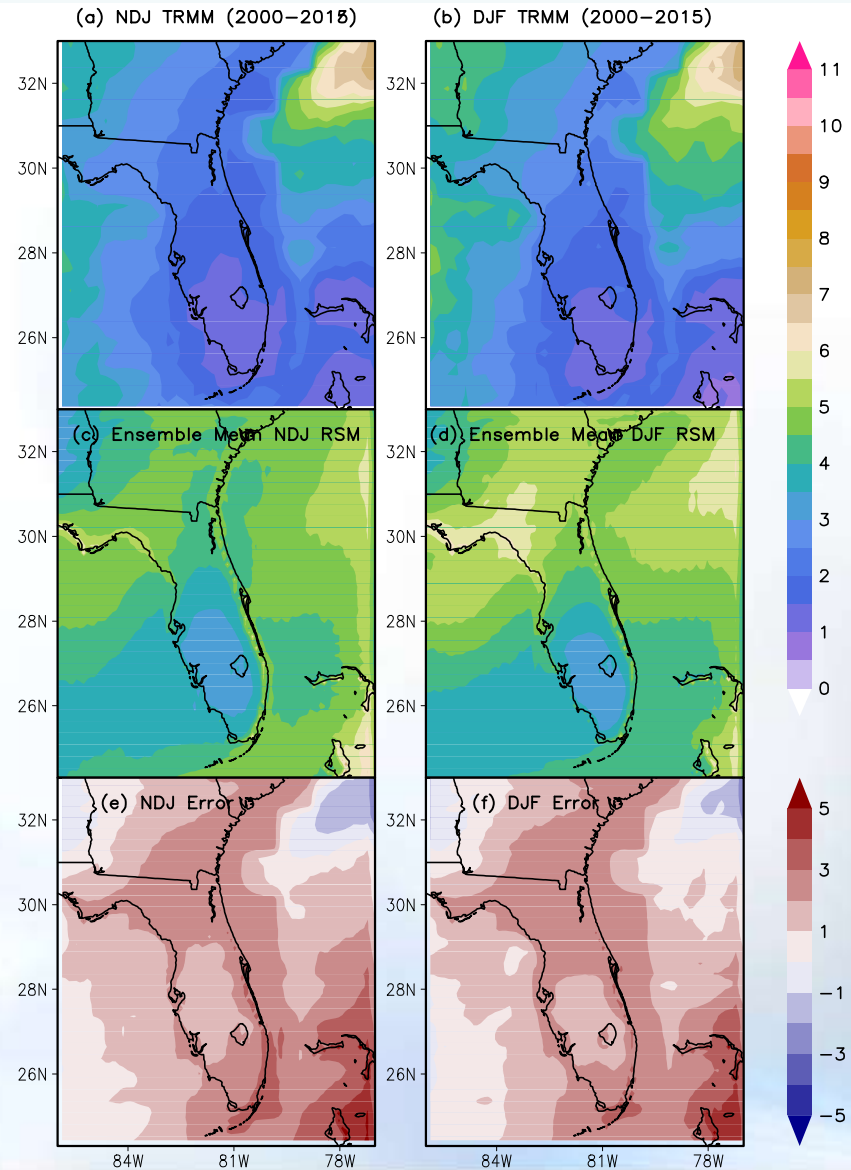 (a) NDJ TRMM (2000−2015)
(b) DJF TRMM (2000−2015)
32N
30N
28N
26N
11
10
9
8
7
6
5
4
3
2
1
0
(c) Ensemble Mean NDJ RSM
(d) Ensemble Mean DJF RSM
32N
30N
28N
26N
(e) NDJ Error
(f) DJF Error
32N
30N
28N
26N
5
3
1
−1
−3
−5
84W 81W 78W
84W 81W 78W